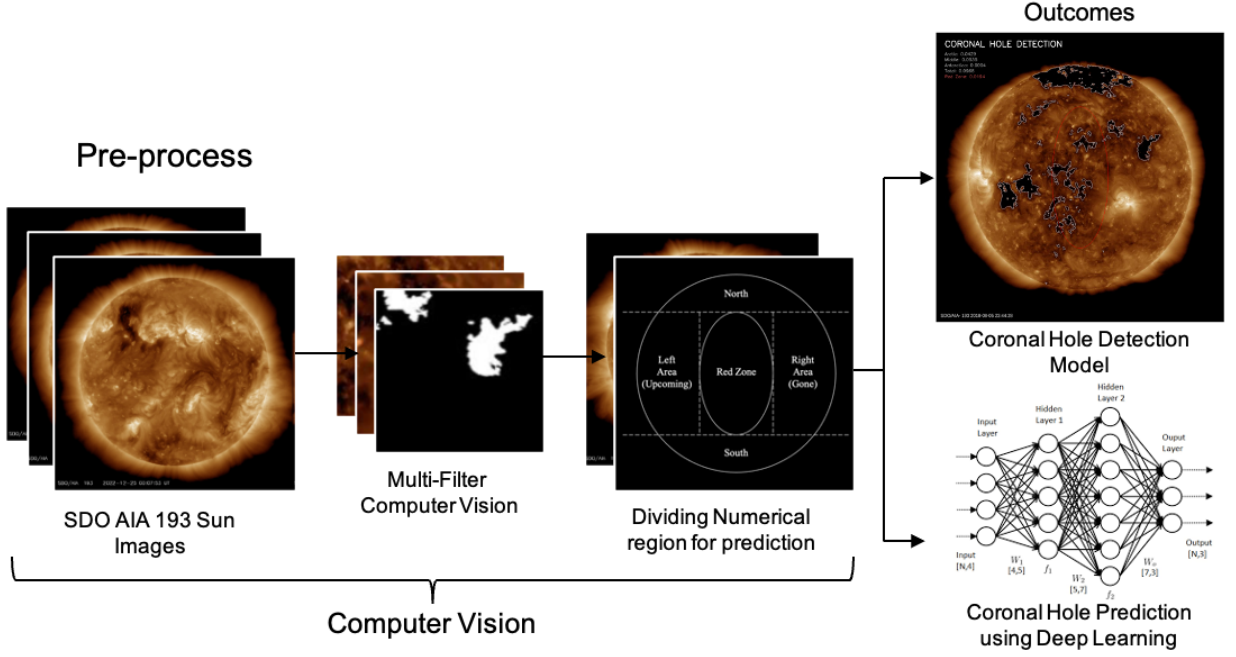 Outcomes
CORONAL HOLE DETECTION
Pre-process
North
Left
Area
(Upcoming)
Red Zone
Right
Area
(Gone)
South
SDO AIA 193 Sun
Images
Multi-Filter
Computer Vision
Dividing Numerical
region for prediction
Computer Vision
Coronal Hole Detection
Model
Input
Layer
Hidden
Layer 1
Hidden
Layer 2
Ouput
Layer
Input
[N,4]
W1
[4,5]
f1
W2
[5,7]
f2
Wo
[7,3]
Output
[N,3]
Coronal Hole Prediction
using Deep Learning